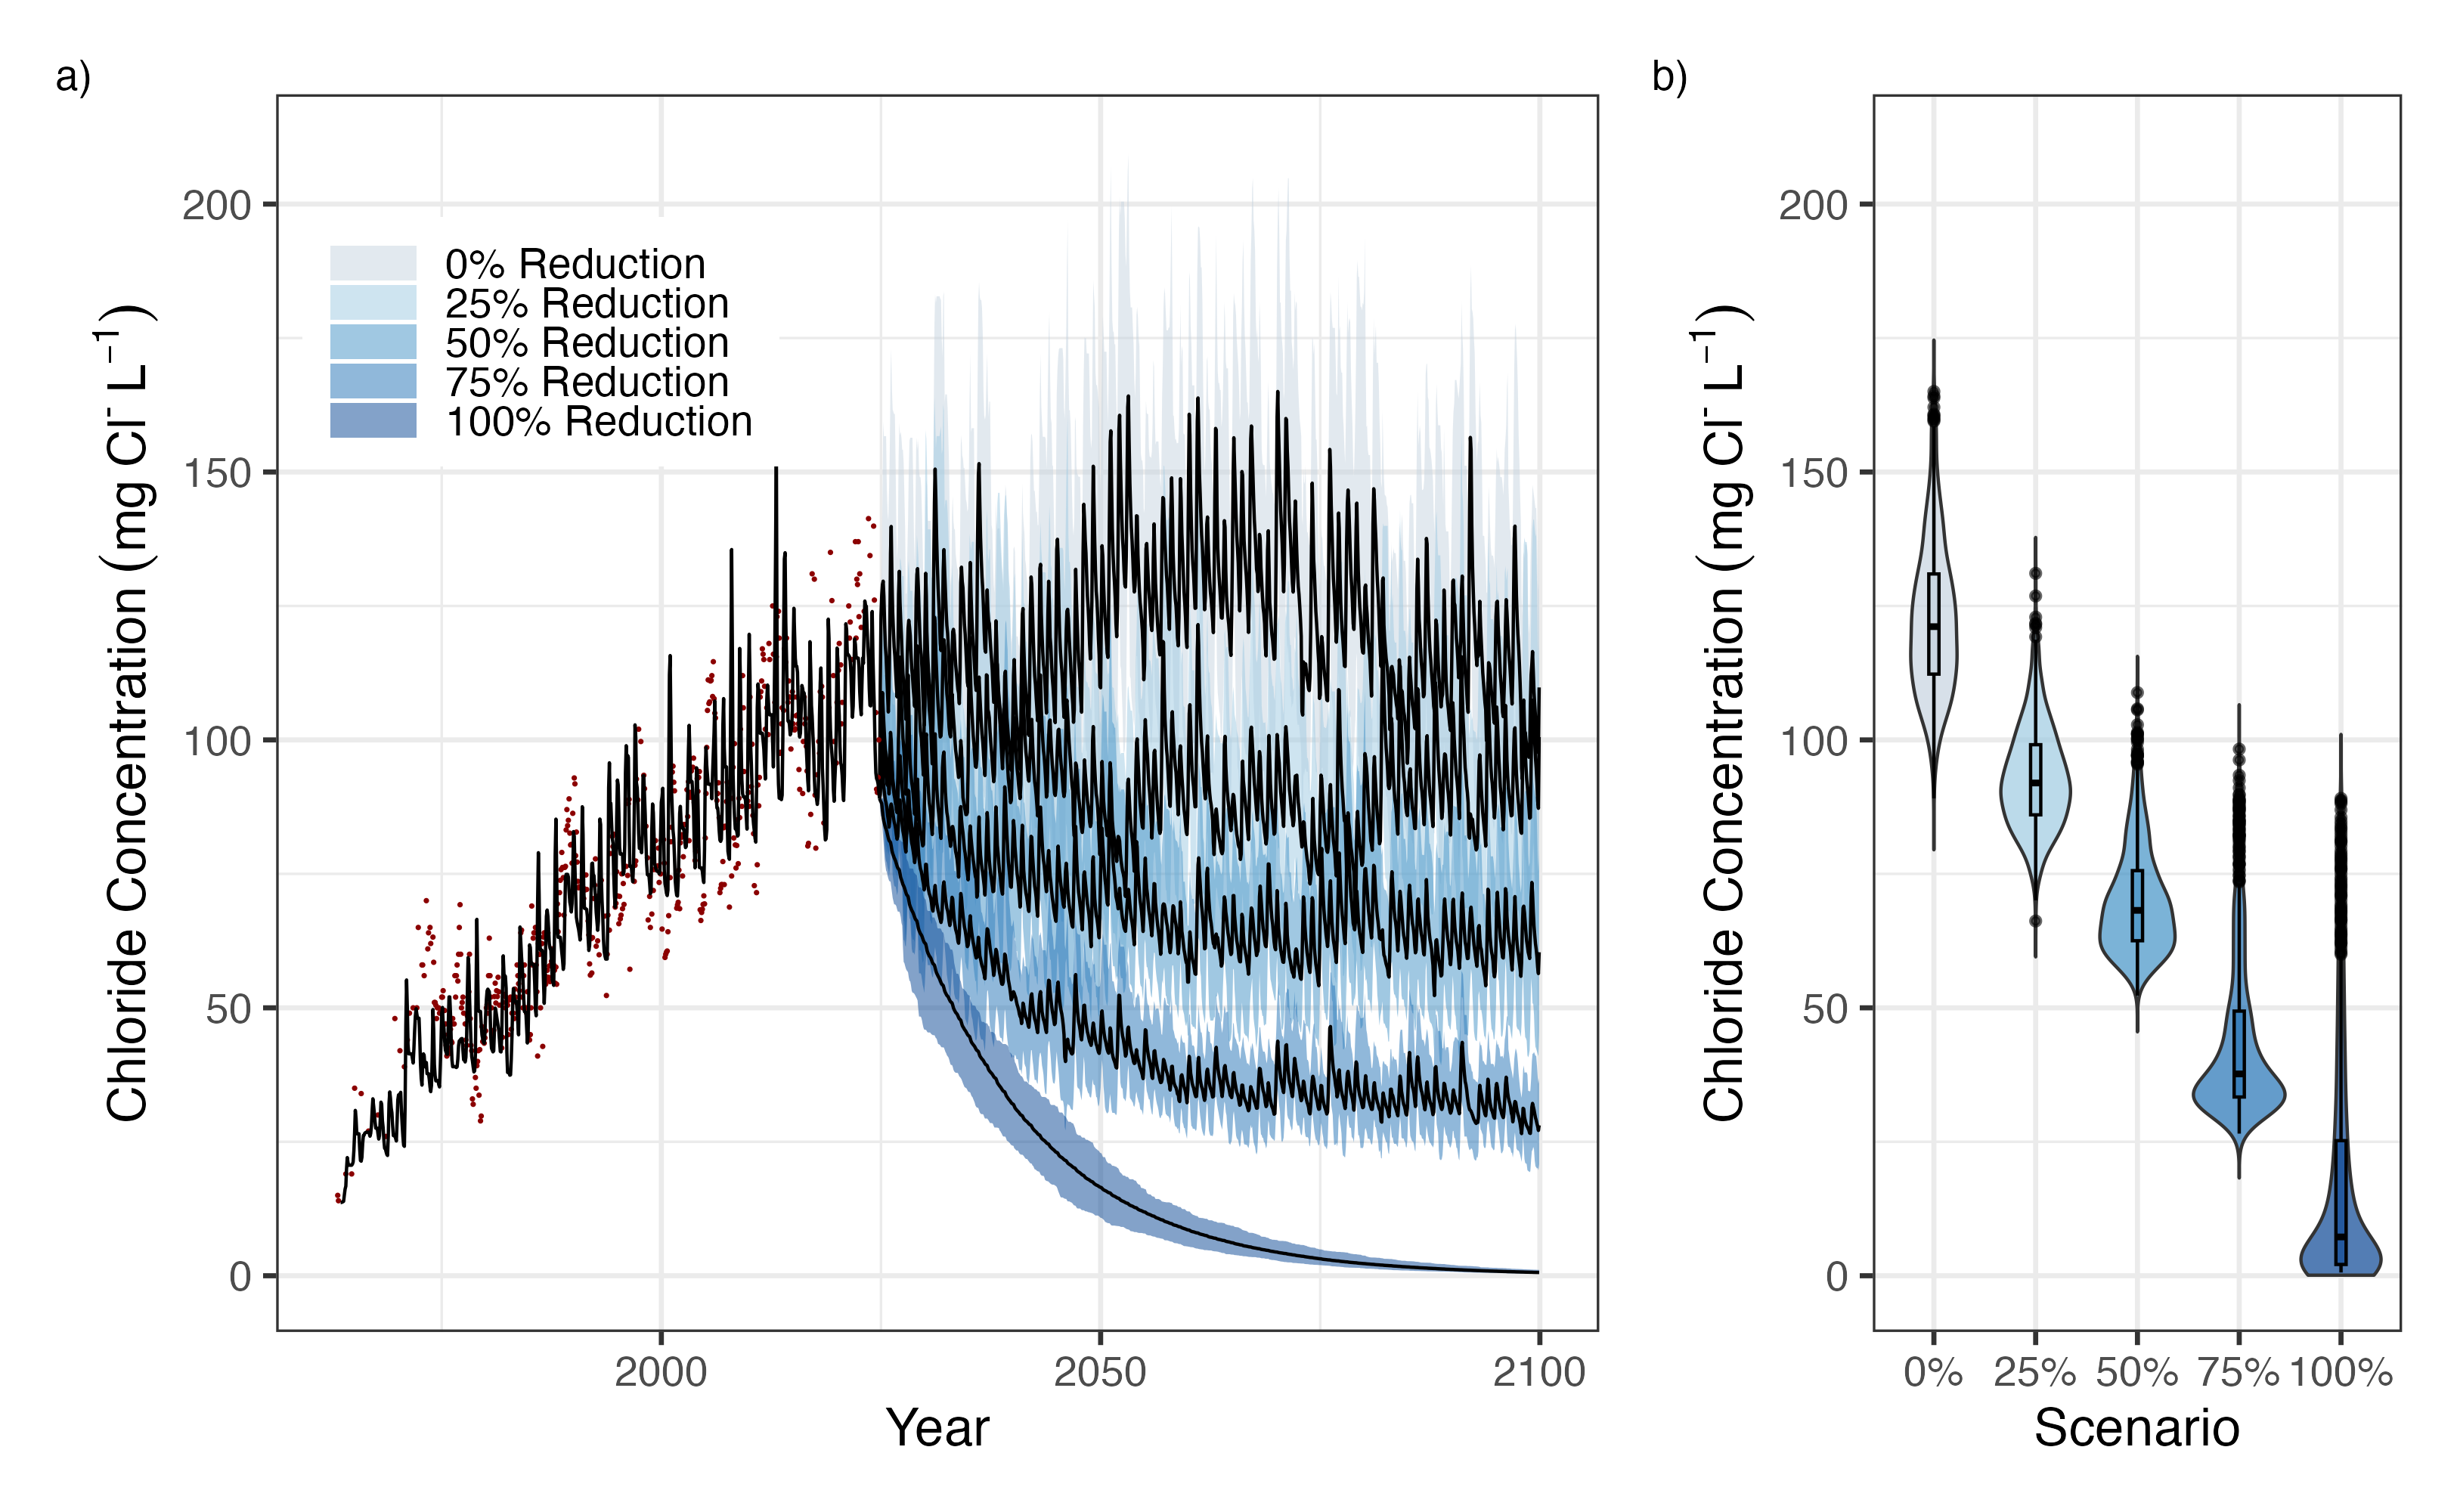 a)
Chloride Concentration (mg Cl⁻ L⁻¹)
200
150
100
50
0
0% Reduction
25% Reduction
50% Reduction
75% Reduction
100% Reduction
2000 2050 2100
Year
b)
Chloride Concentration (mg Cl⁻ L⁻¹)
200
150
100
50
0
0% 25% 50% 75% 100%
Scenario